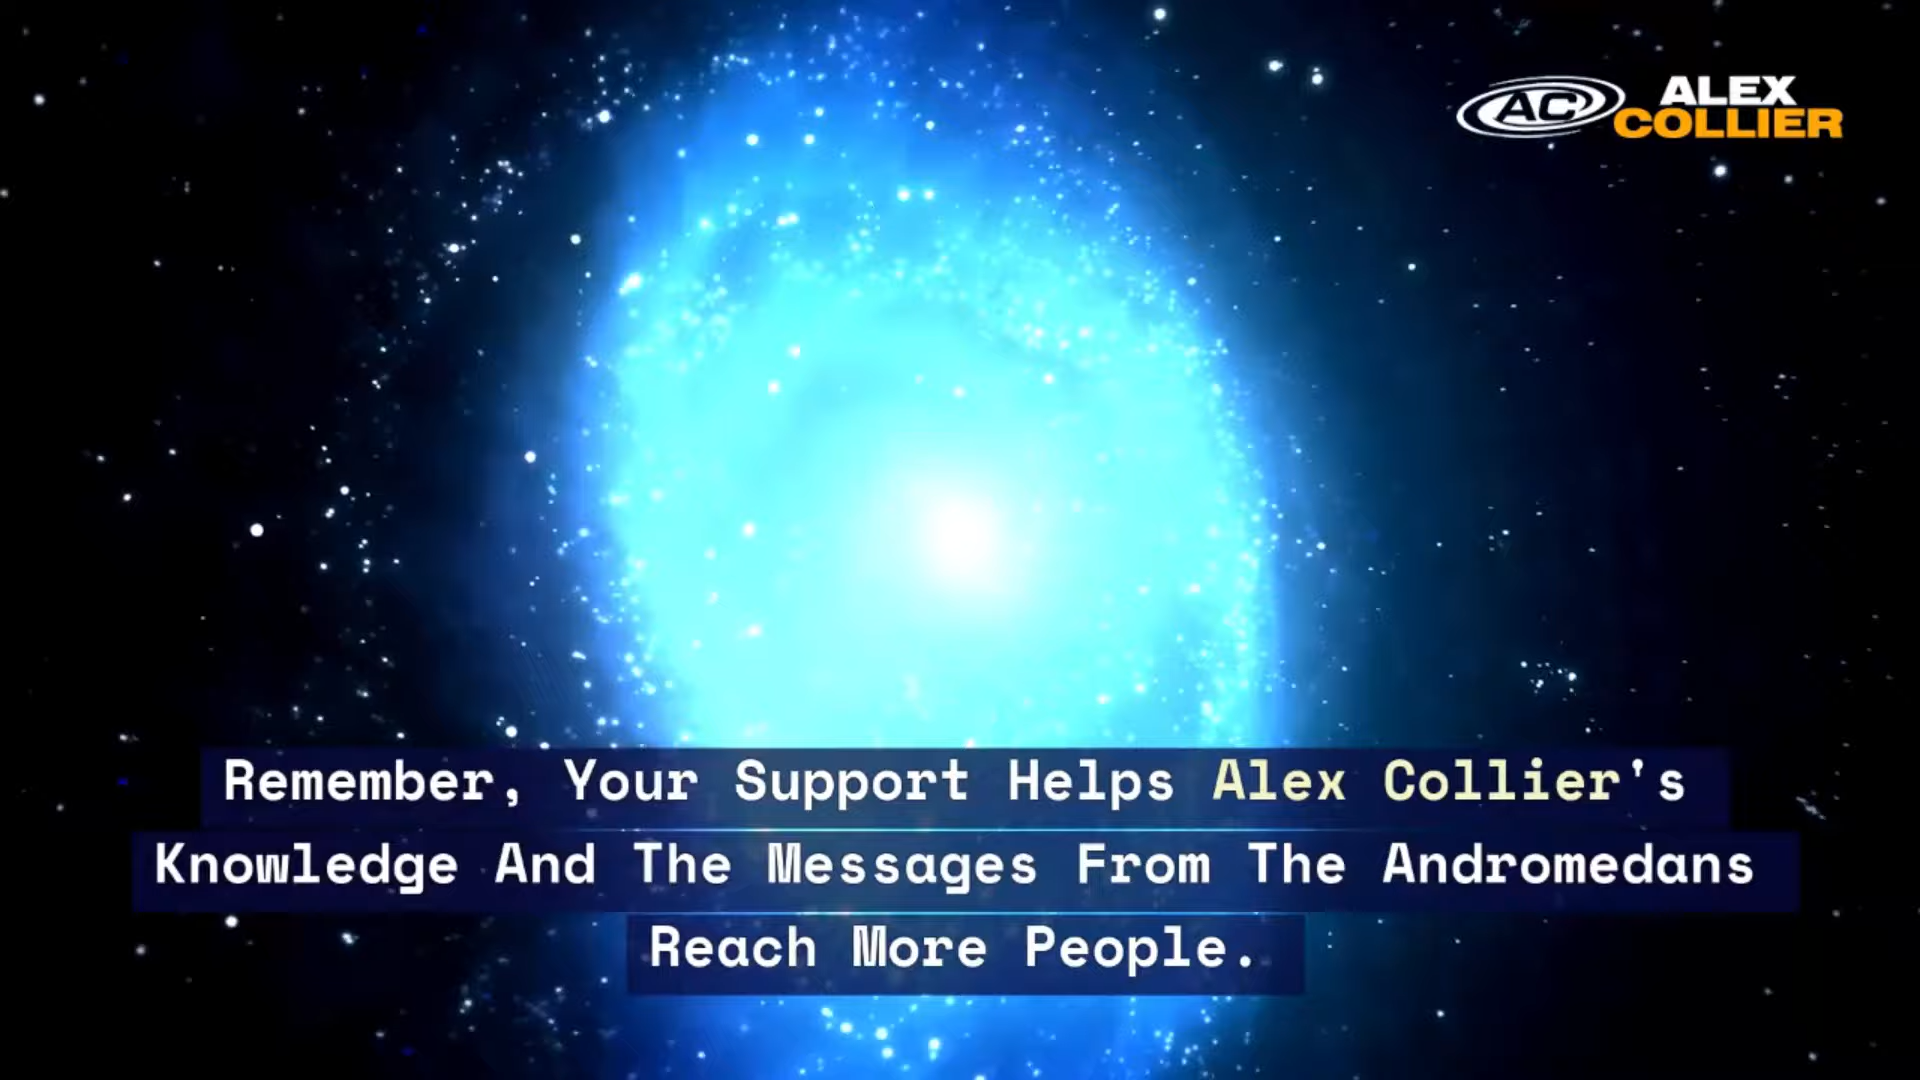 AC ALEX
COLLIER
Remember, Your Support Helps Alex Collier's
Knowledge And The Messages From The Andromedans
Reach More People.